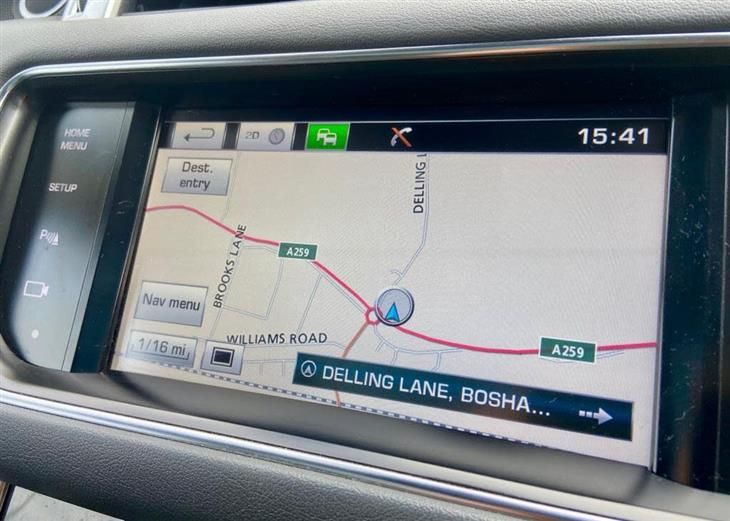 HOME
MENU
SETUP
P
2D
15:41
Dest.
entry
DELLING L
A259
BROOKS LANE
Nav menu
WILLIAMS ROAD
1/16 mi
A259
DELLING LANE, BOSHA...